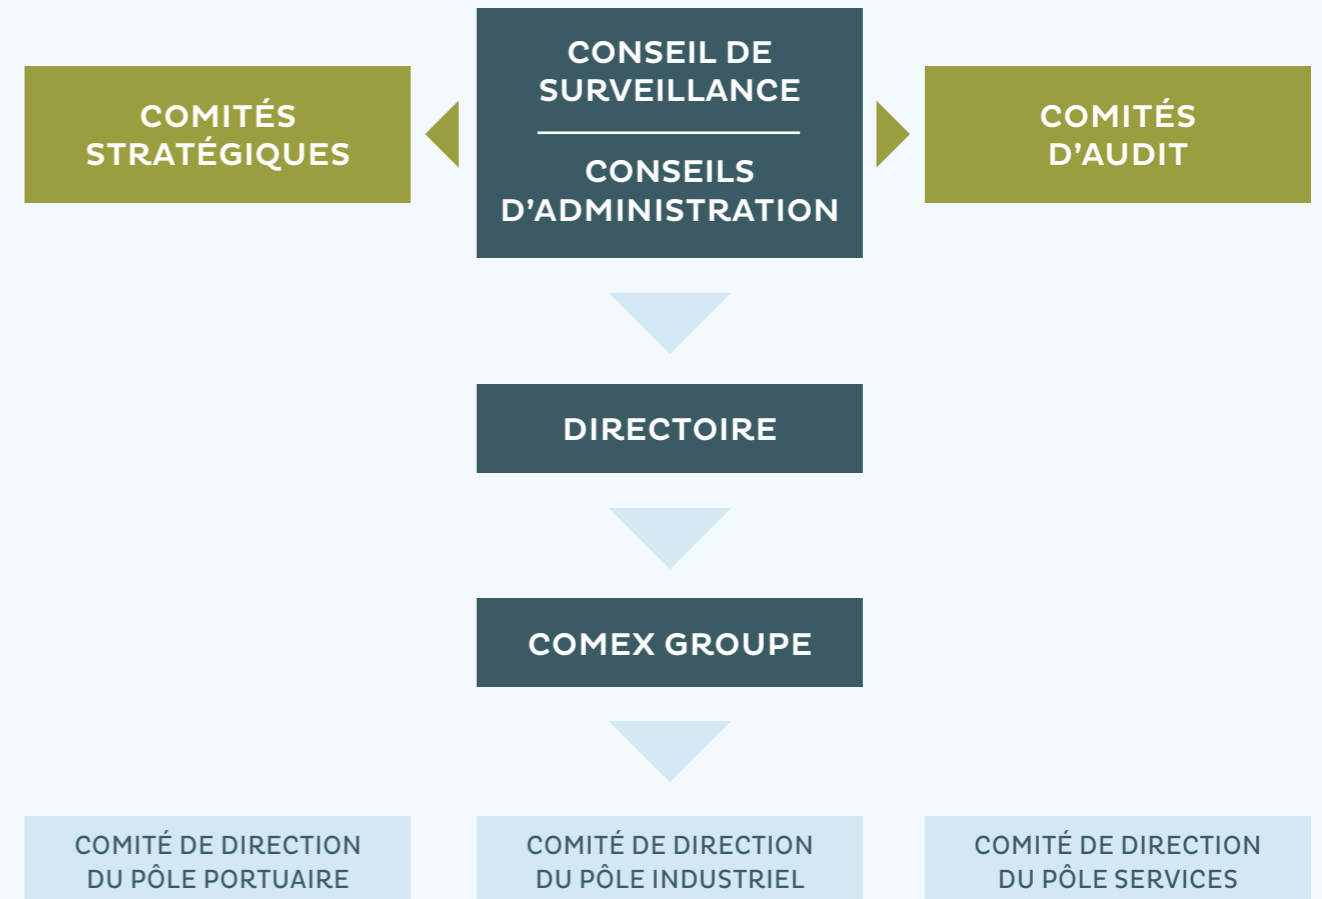 COMITÉS
STRATÉGIQUES
CONSEIL DE
SURVEILLANCE
CONSEILS
D’ADMINISTRATION
COMITÉS
D’AUDIT
DIRECTOIRE
COMEX GROUPE
COMITÉ DE DIRECTION
DU PÔLE PORTUAIRE
COMITÉ DE DIRECTION
DU PÔLE INDUSTRIEL
COMITÉ DE DIRECTION
DU PÔLE SERVICES